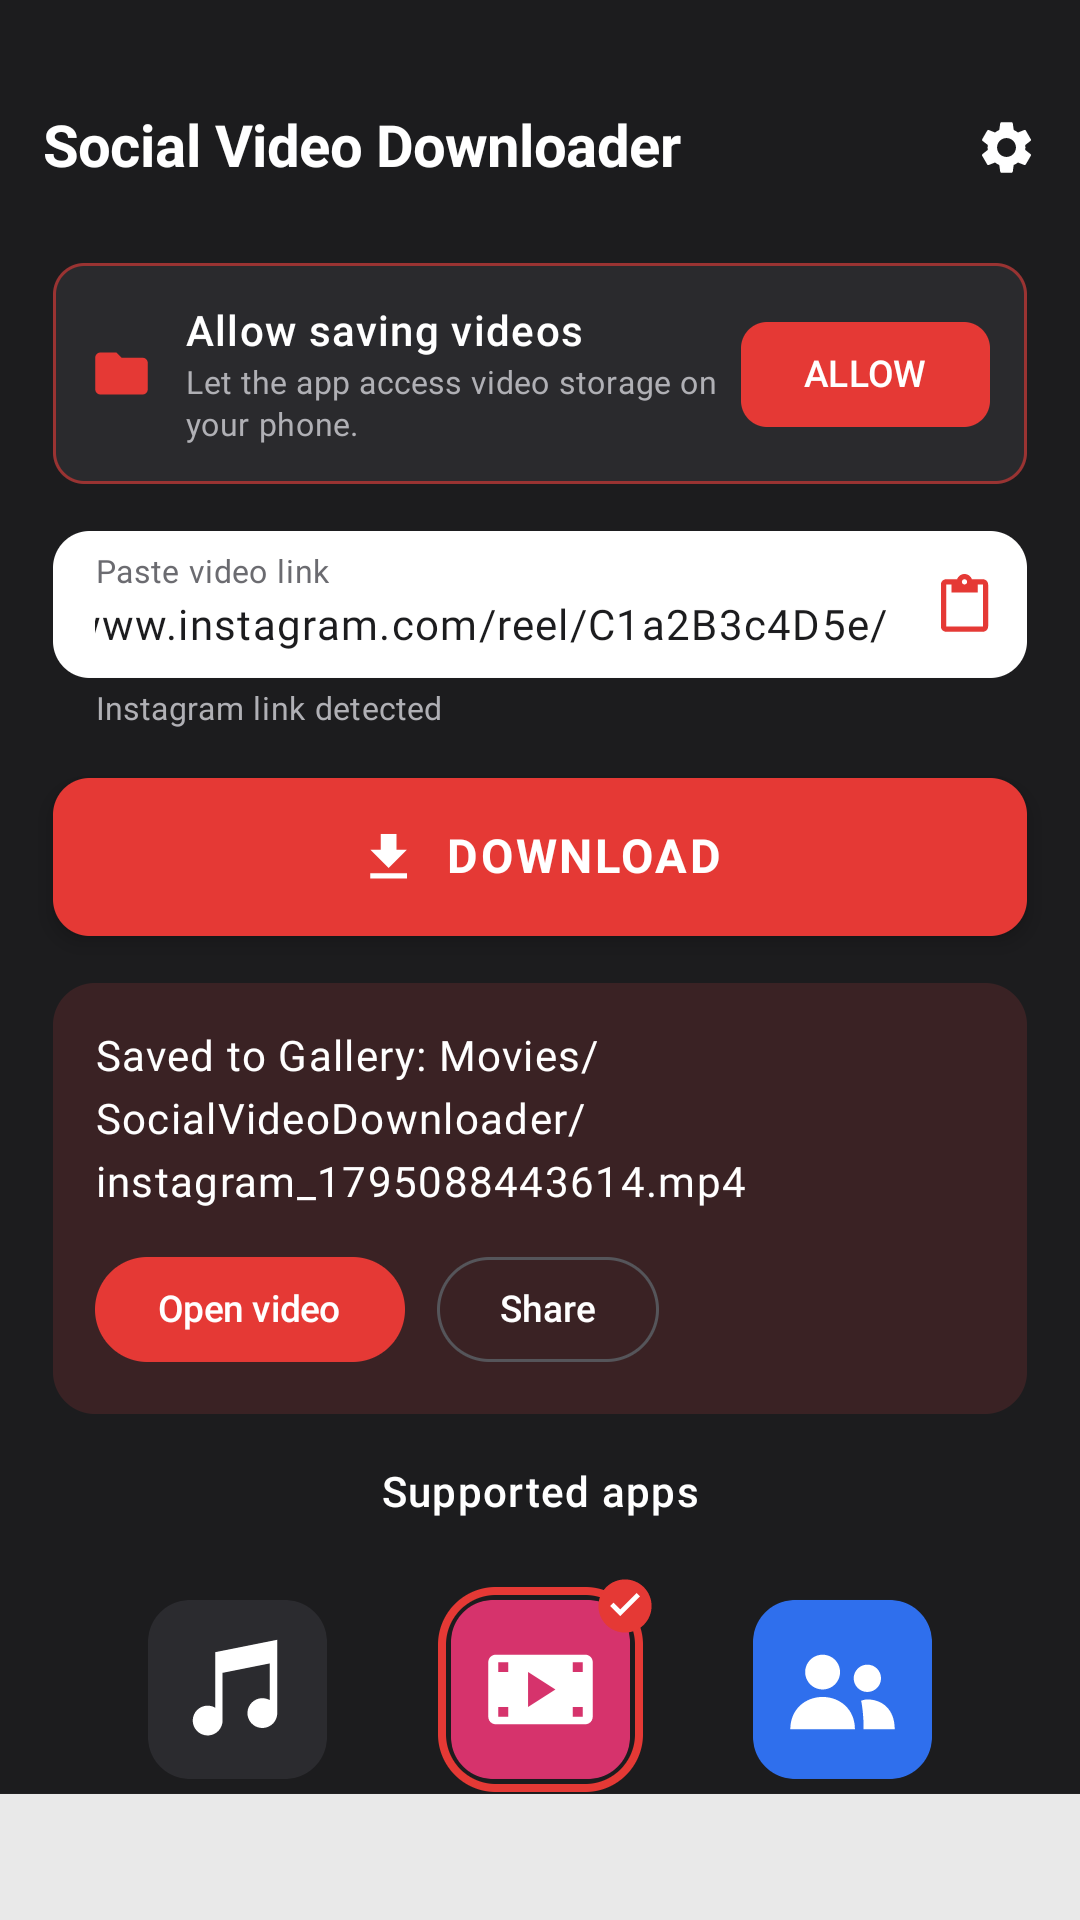 Social Video Downloader
Allow saving videos
Let the app access video storage on
your phone.
ALLOW
Paste video link
ww.instagram.com/reel/C1a2B3c4D5e/
Instagram link detected
DOWNLOAD
Saved to Gallery: Movies/
SocialVideoDownloader/
instagram_1795088443614.mp4
Open video
Share
Supported apps